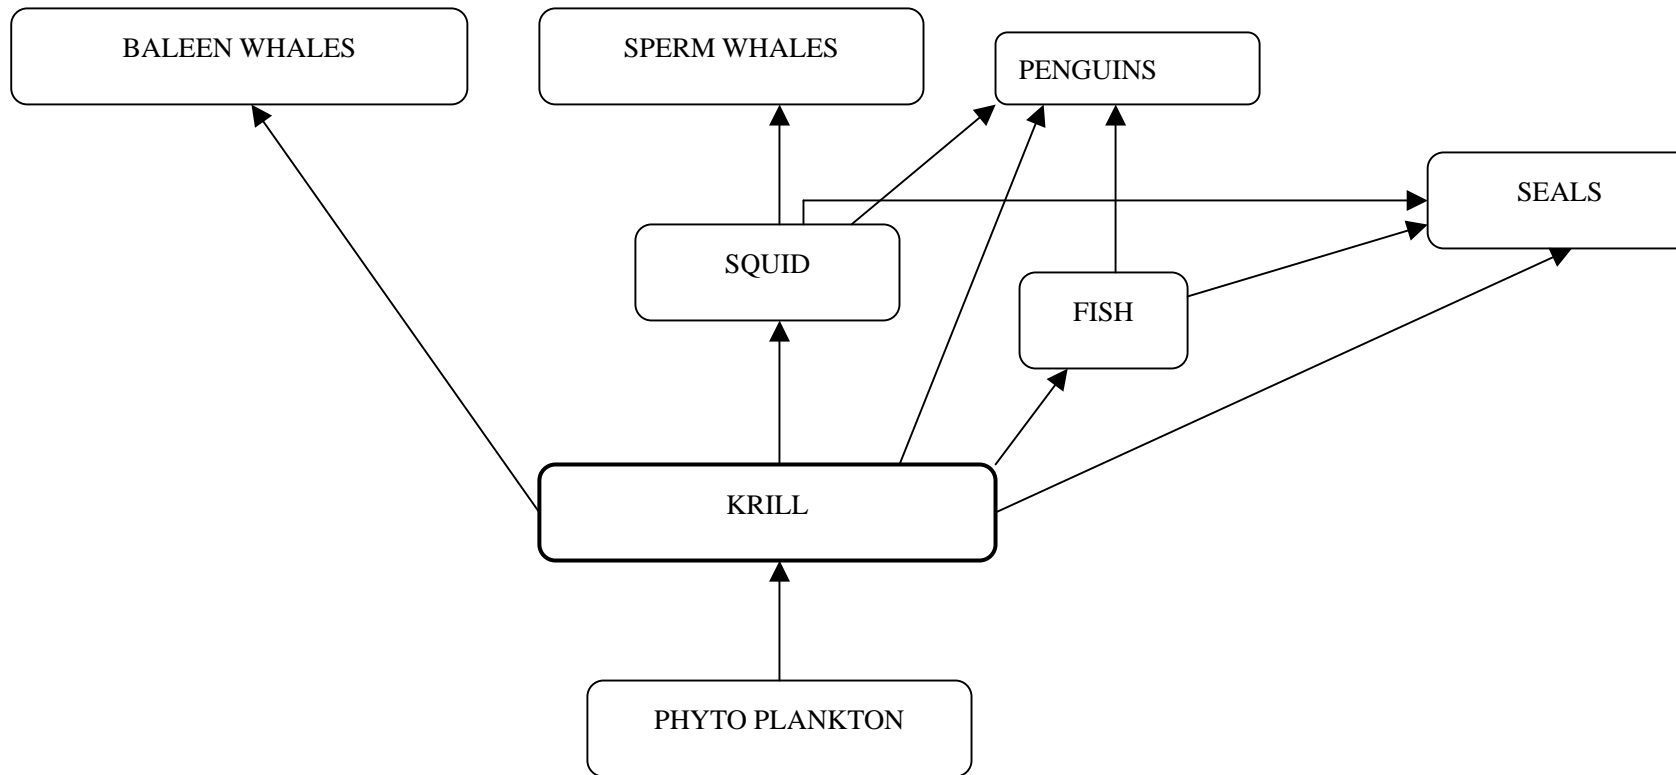 BALEEN WHALES
SPERM WHALES
PENGUINS
SEALS
SQUID
FISH
KRILL
PHYTO PLANKTON